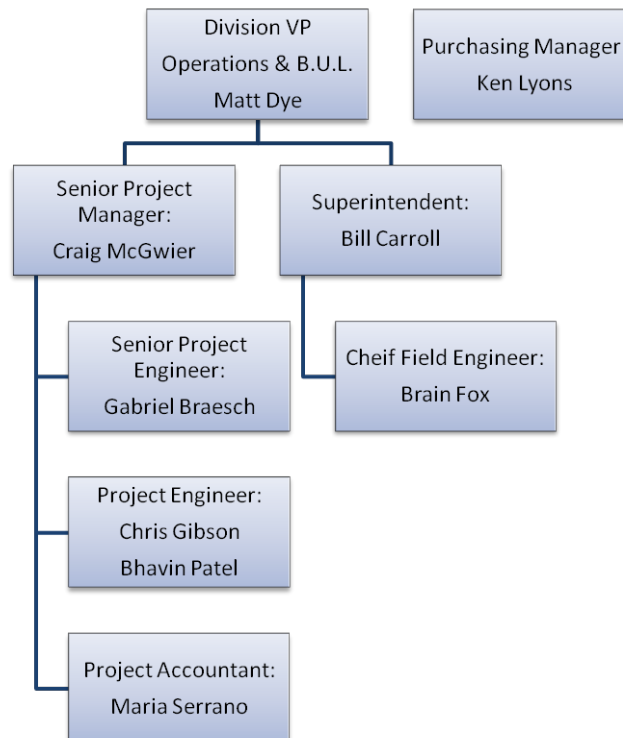 Division VP
Operations & B.U.L.
Matt Dye
Purchasing Manager
Ken Lyons
Senior Project
Manager:
Craig McGwier
Superintendent:
Bill Carroll
Senior Project
Engineer:
Gabriel Braesch
Cheif Field Engineer:
Brain Fox
Project Engineer:
Chris Gibson
Bhavin Patel
Project Accountant:
Maria Serrano